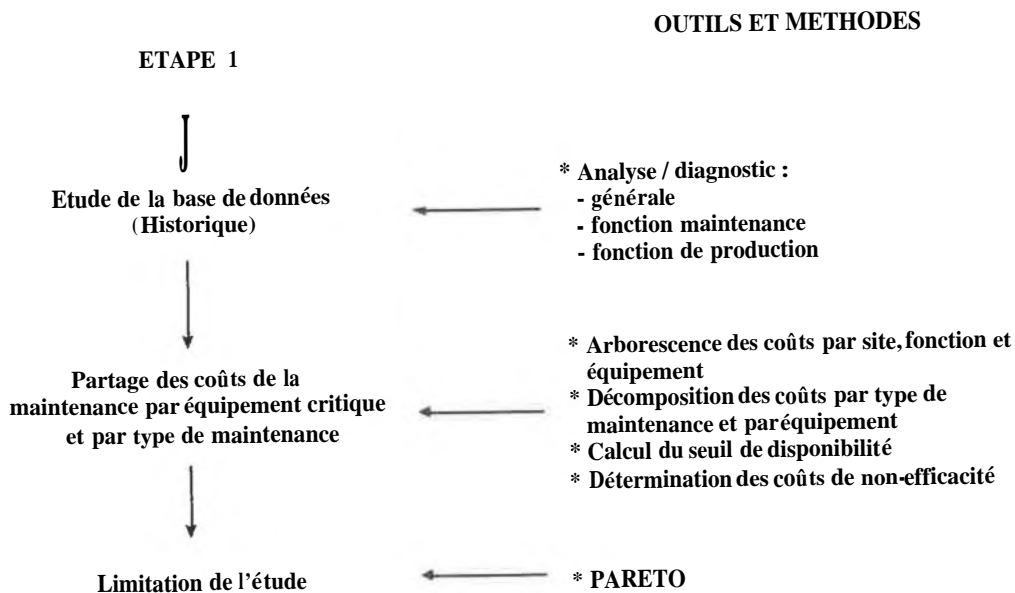 OUTILS ET METHODES
ETAPE 1
Etude de la base de données
(Historique)
* Analyse / diagnostic :
- générale
- fonction maintenance
- fonction de production
Partage des coûts de la
maintenance par équipement critique
et par type de maintenance
* Arborescence des coûts par site, fonction et
équipement
* Décomposition des coûts par type de
maintenance et par équipement
* Calcul du seuil de disponibilité
* Détermination des coûts de non-efficacité
Limitation de l'étude
* PARETO